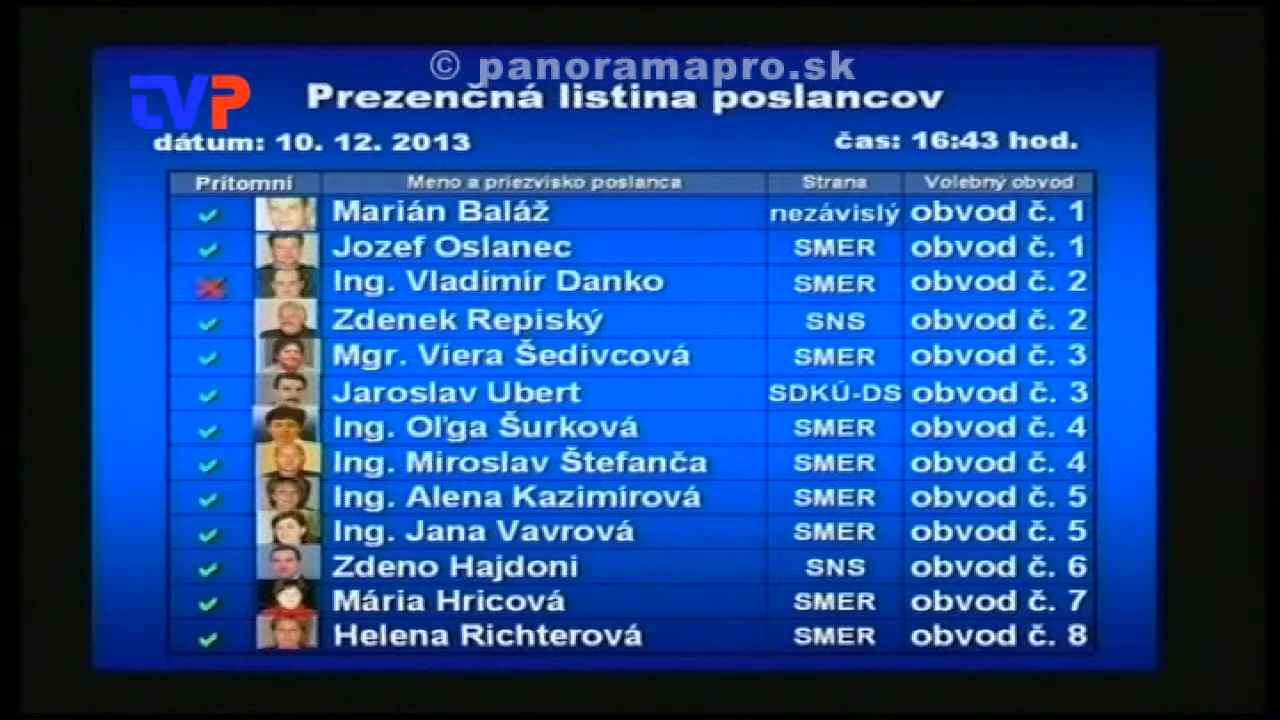 © panoramapro.sk
TVP
Prezenčná listina poslancov
dátum: 10. 12. 2013 čas: 16:43 hod.
Prítomní Meno a priezvisko poslanca Strana Volebný obvod
Marián Baláž nezávislý obvod č. 1
Jozef Oslanec SMER obvod č. 1
Ing. Vladimír Danko SMER obvod č. 2
Zdenek Repiský SNS obvod č. 2
Mgr. Viera Šedivcová SMER obvod č. 3
Jaroslav Ubert SDKÚ-DS obvod č. 3
Ing. Oľga Šurková SMER obvod č. 4
Ing. Miroslav Štefanča SMER obvod č. 4
Ing. Alena Kazimírová SMER obvod č. 5
Ing. Jana Vavrová SMER obvod č. 5
Zdeno Hajdoni SNS obvod č. 6
Mária Hricová SMER obvod č. 7
Helena Richterová SMER obvod č. 8